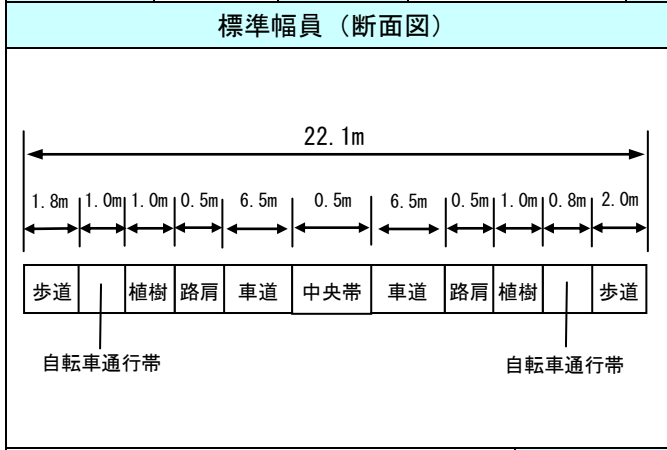 標準幅員（断面図）
22.1m
1.8m 1.0m 1.0m 0.5m 6.5m 0.5m 6.5m 0.5m 1.0m 0.8m 2.0m
歩道 植樹 路肩 車道 中央帯 車道 路肩 植樹 歩道
自転車通行帯 自転車通行帯